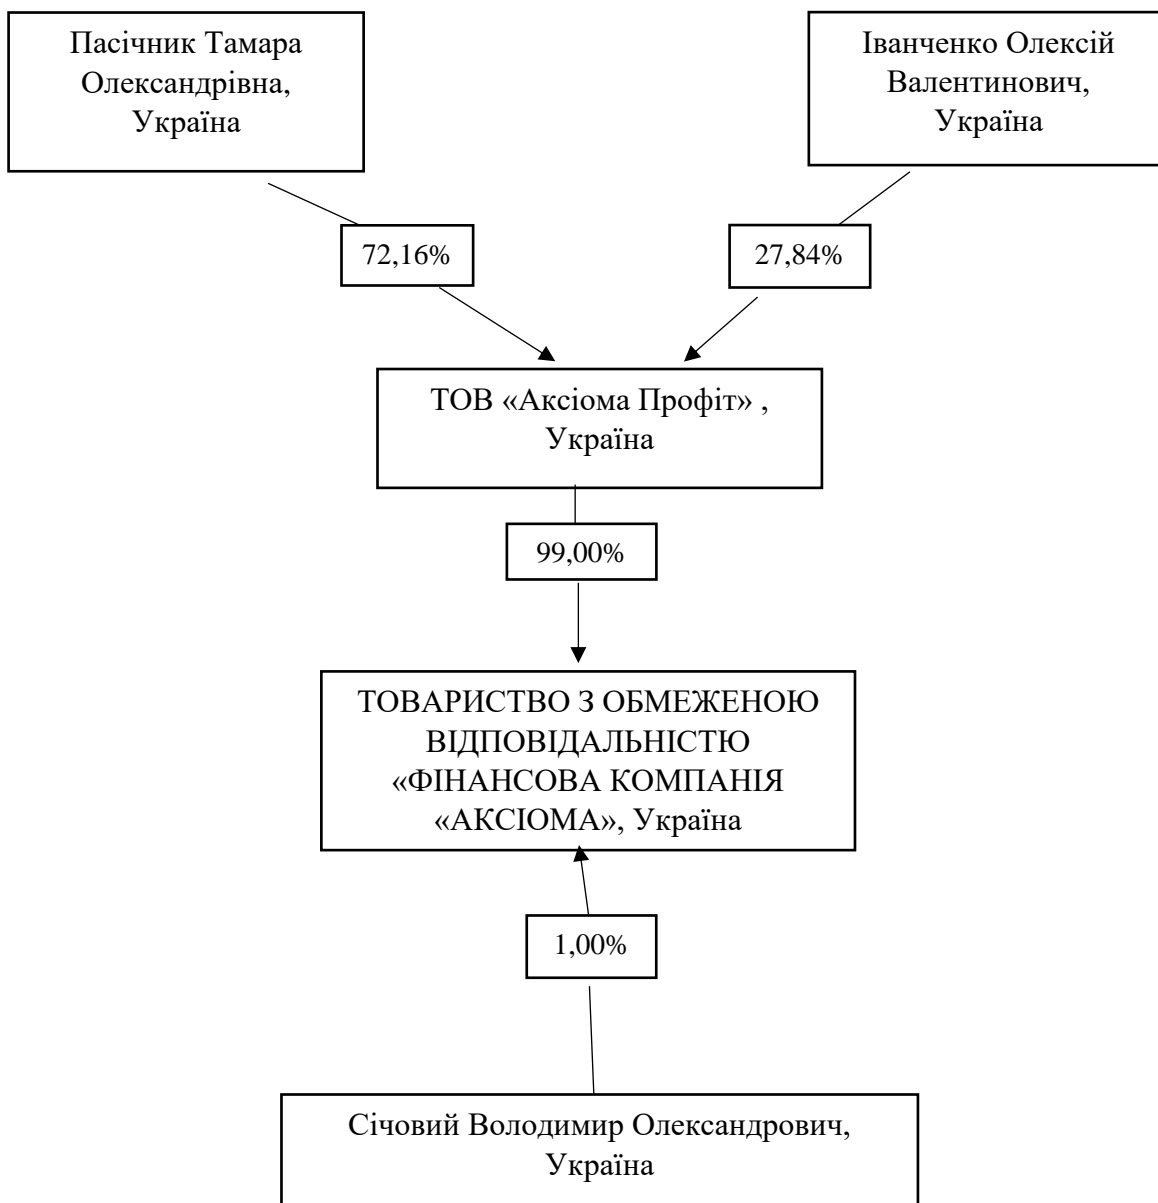 Пасічник Тамара
Олександрівна,
Україна
Іванченко Олексій
Валентинович,
Україна
72,16%
27,84%
ТОВ «Аксіома Профіт» ,
Україна
99,00%
ТОВАРИСТВО З ОБМЕЖЕНОЮ
ВІДПОВІДАЛЬНІСТЮ
«ФІНАНСОВА КОМПАНІЯ
«АКСІОМА», Україна
1,00%
Січовий Володимир Олександрович,
Україна